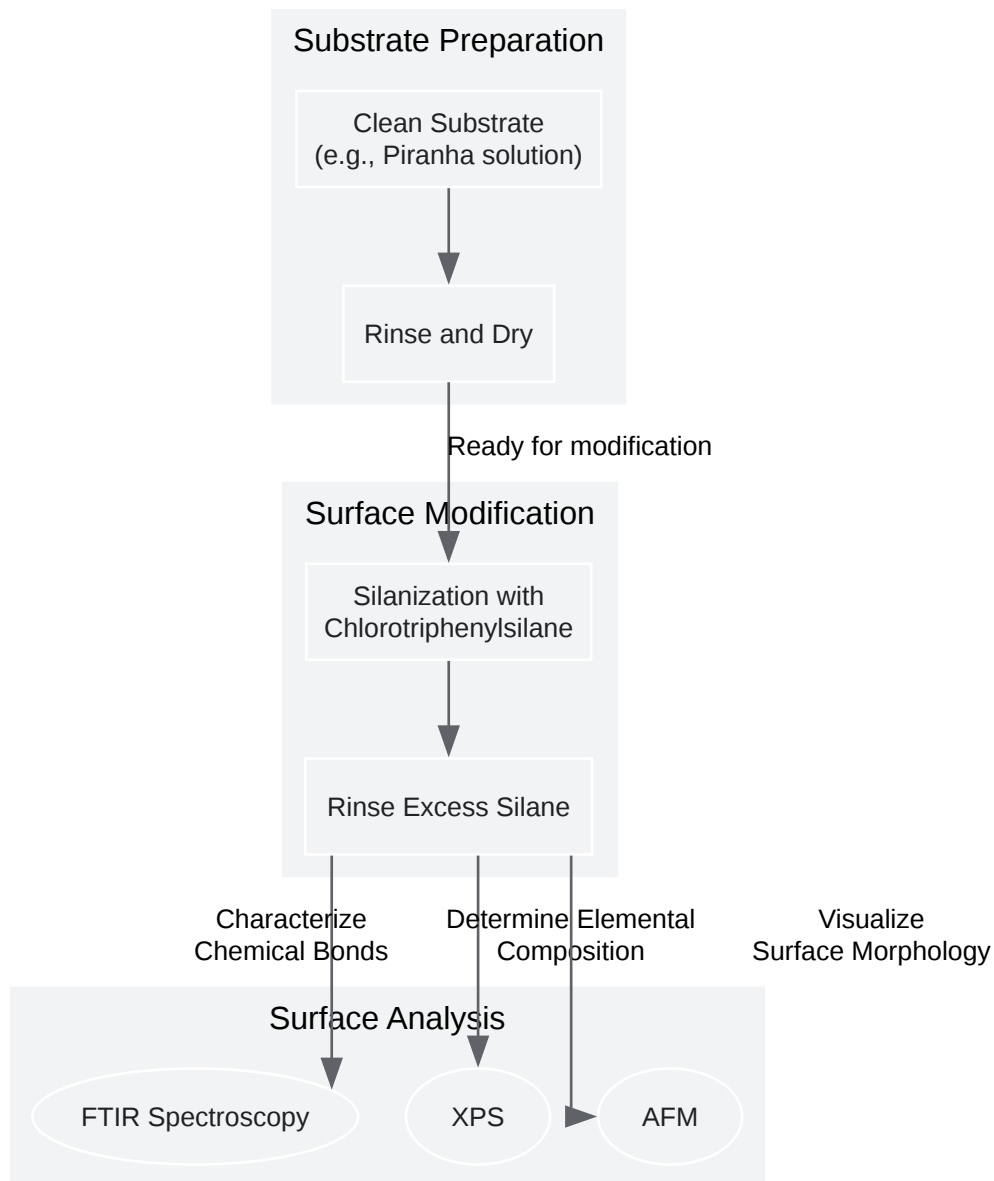 Substrate Preparation
Clean Substrate
(e.g., Piranha solution)
Rinse and Dry
Ready for modification
Surface Modification
Silanization with
Chlorotriphenylsilane
Rinse Excess Silane
Characterize
Chemical Bonds
Determine Elemental
Composition
Visualize
Surface Morphology
Surface Analysis
FTIR Spectroscopy
XPS
AFM